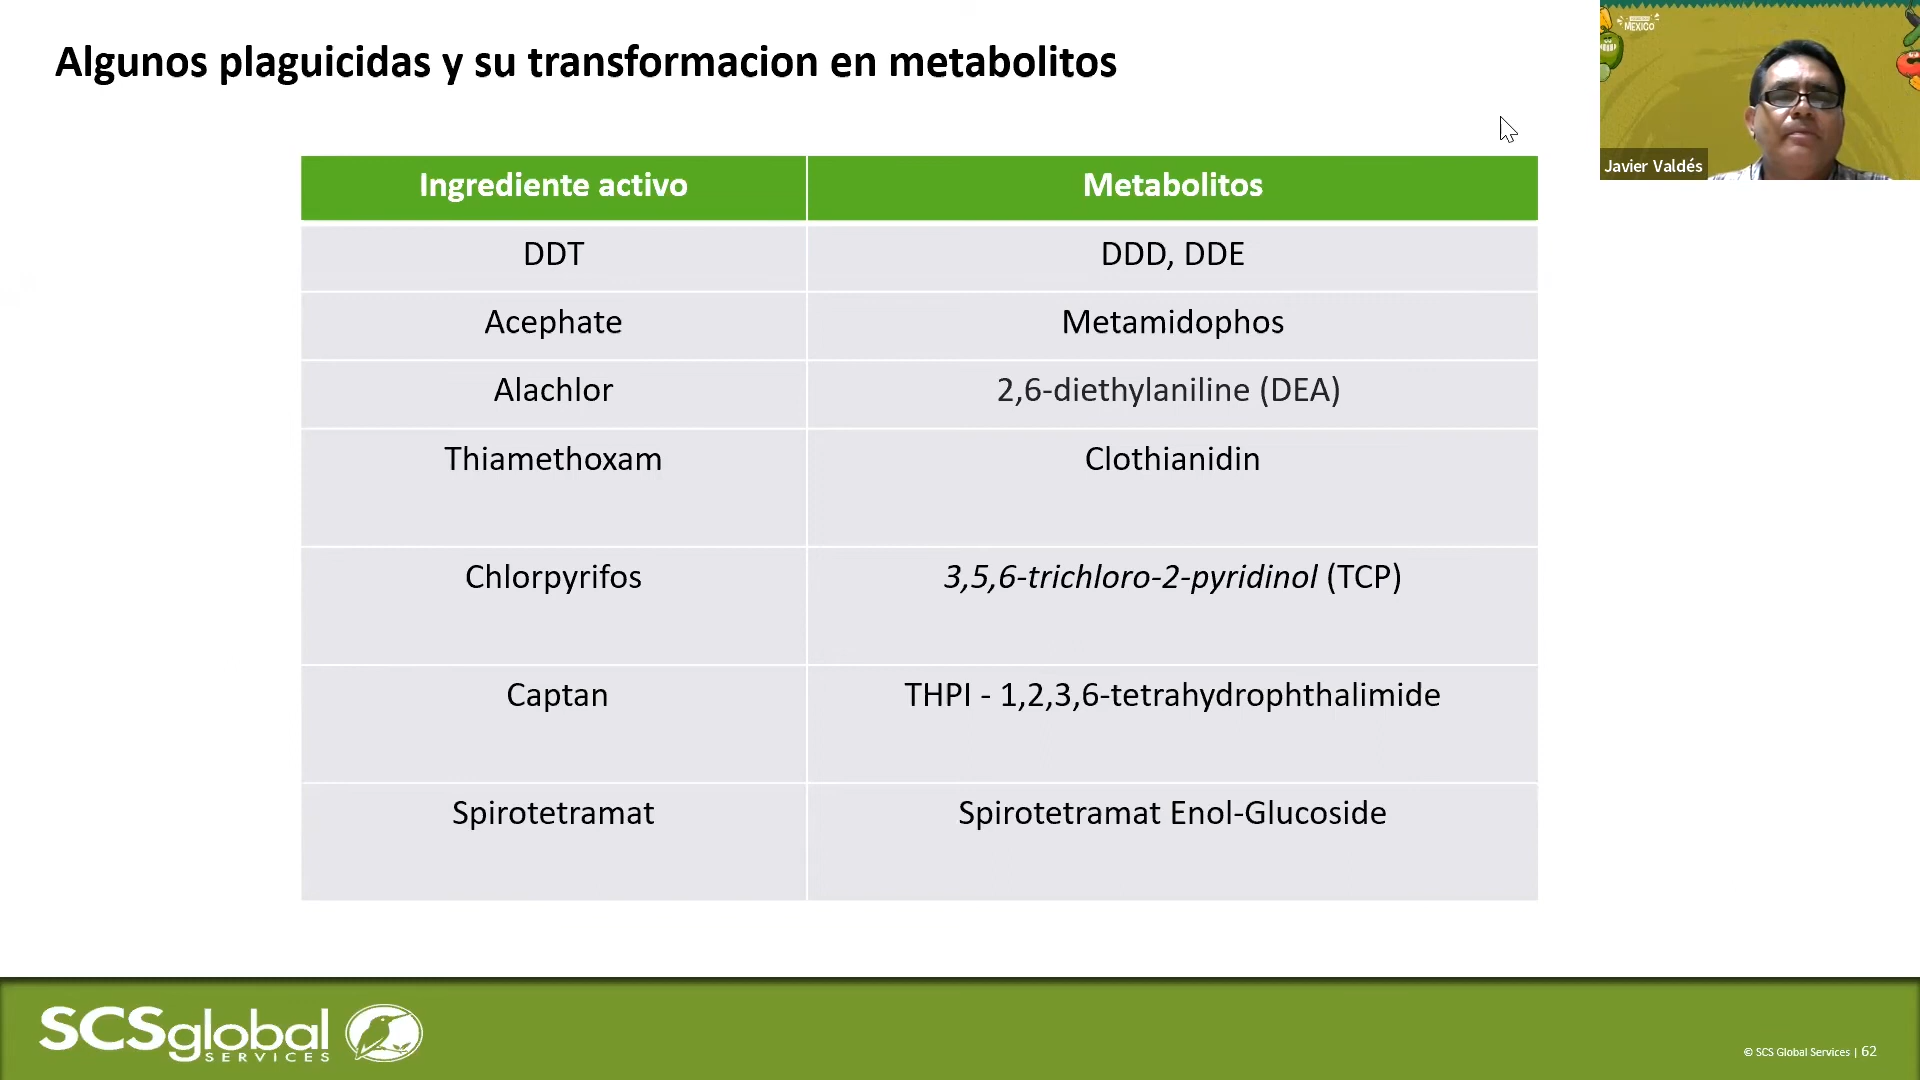 Algunos plaguicidas y su transformacion en metabolitos
MEXICO
Javier Valdés
Ingrediente activo Metabolitos
DDT DDD, DDE
Acephate Metamidophos
Alachlor 2,6-diethylaniline (DEA)
Thiamethoxam Clothianidin
Chlorpyrifos 3,5,6-trichloro-2-pyridinol (TCP)
Captan THPI - 1,2,3,6-tetrahydrophthalimide
Spirotetramat Spirotetramat Enol-Glucoside
SCSglobal
SERVICES
© SCS Global Services | 62